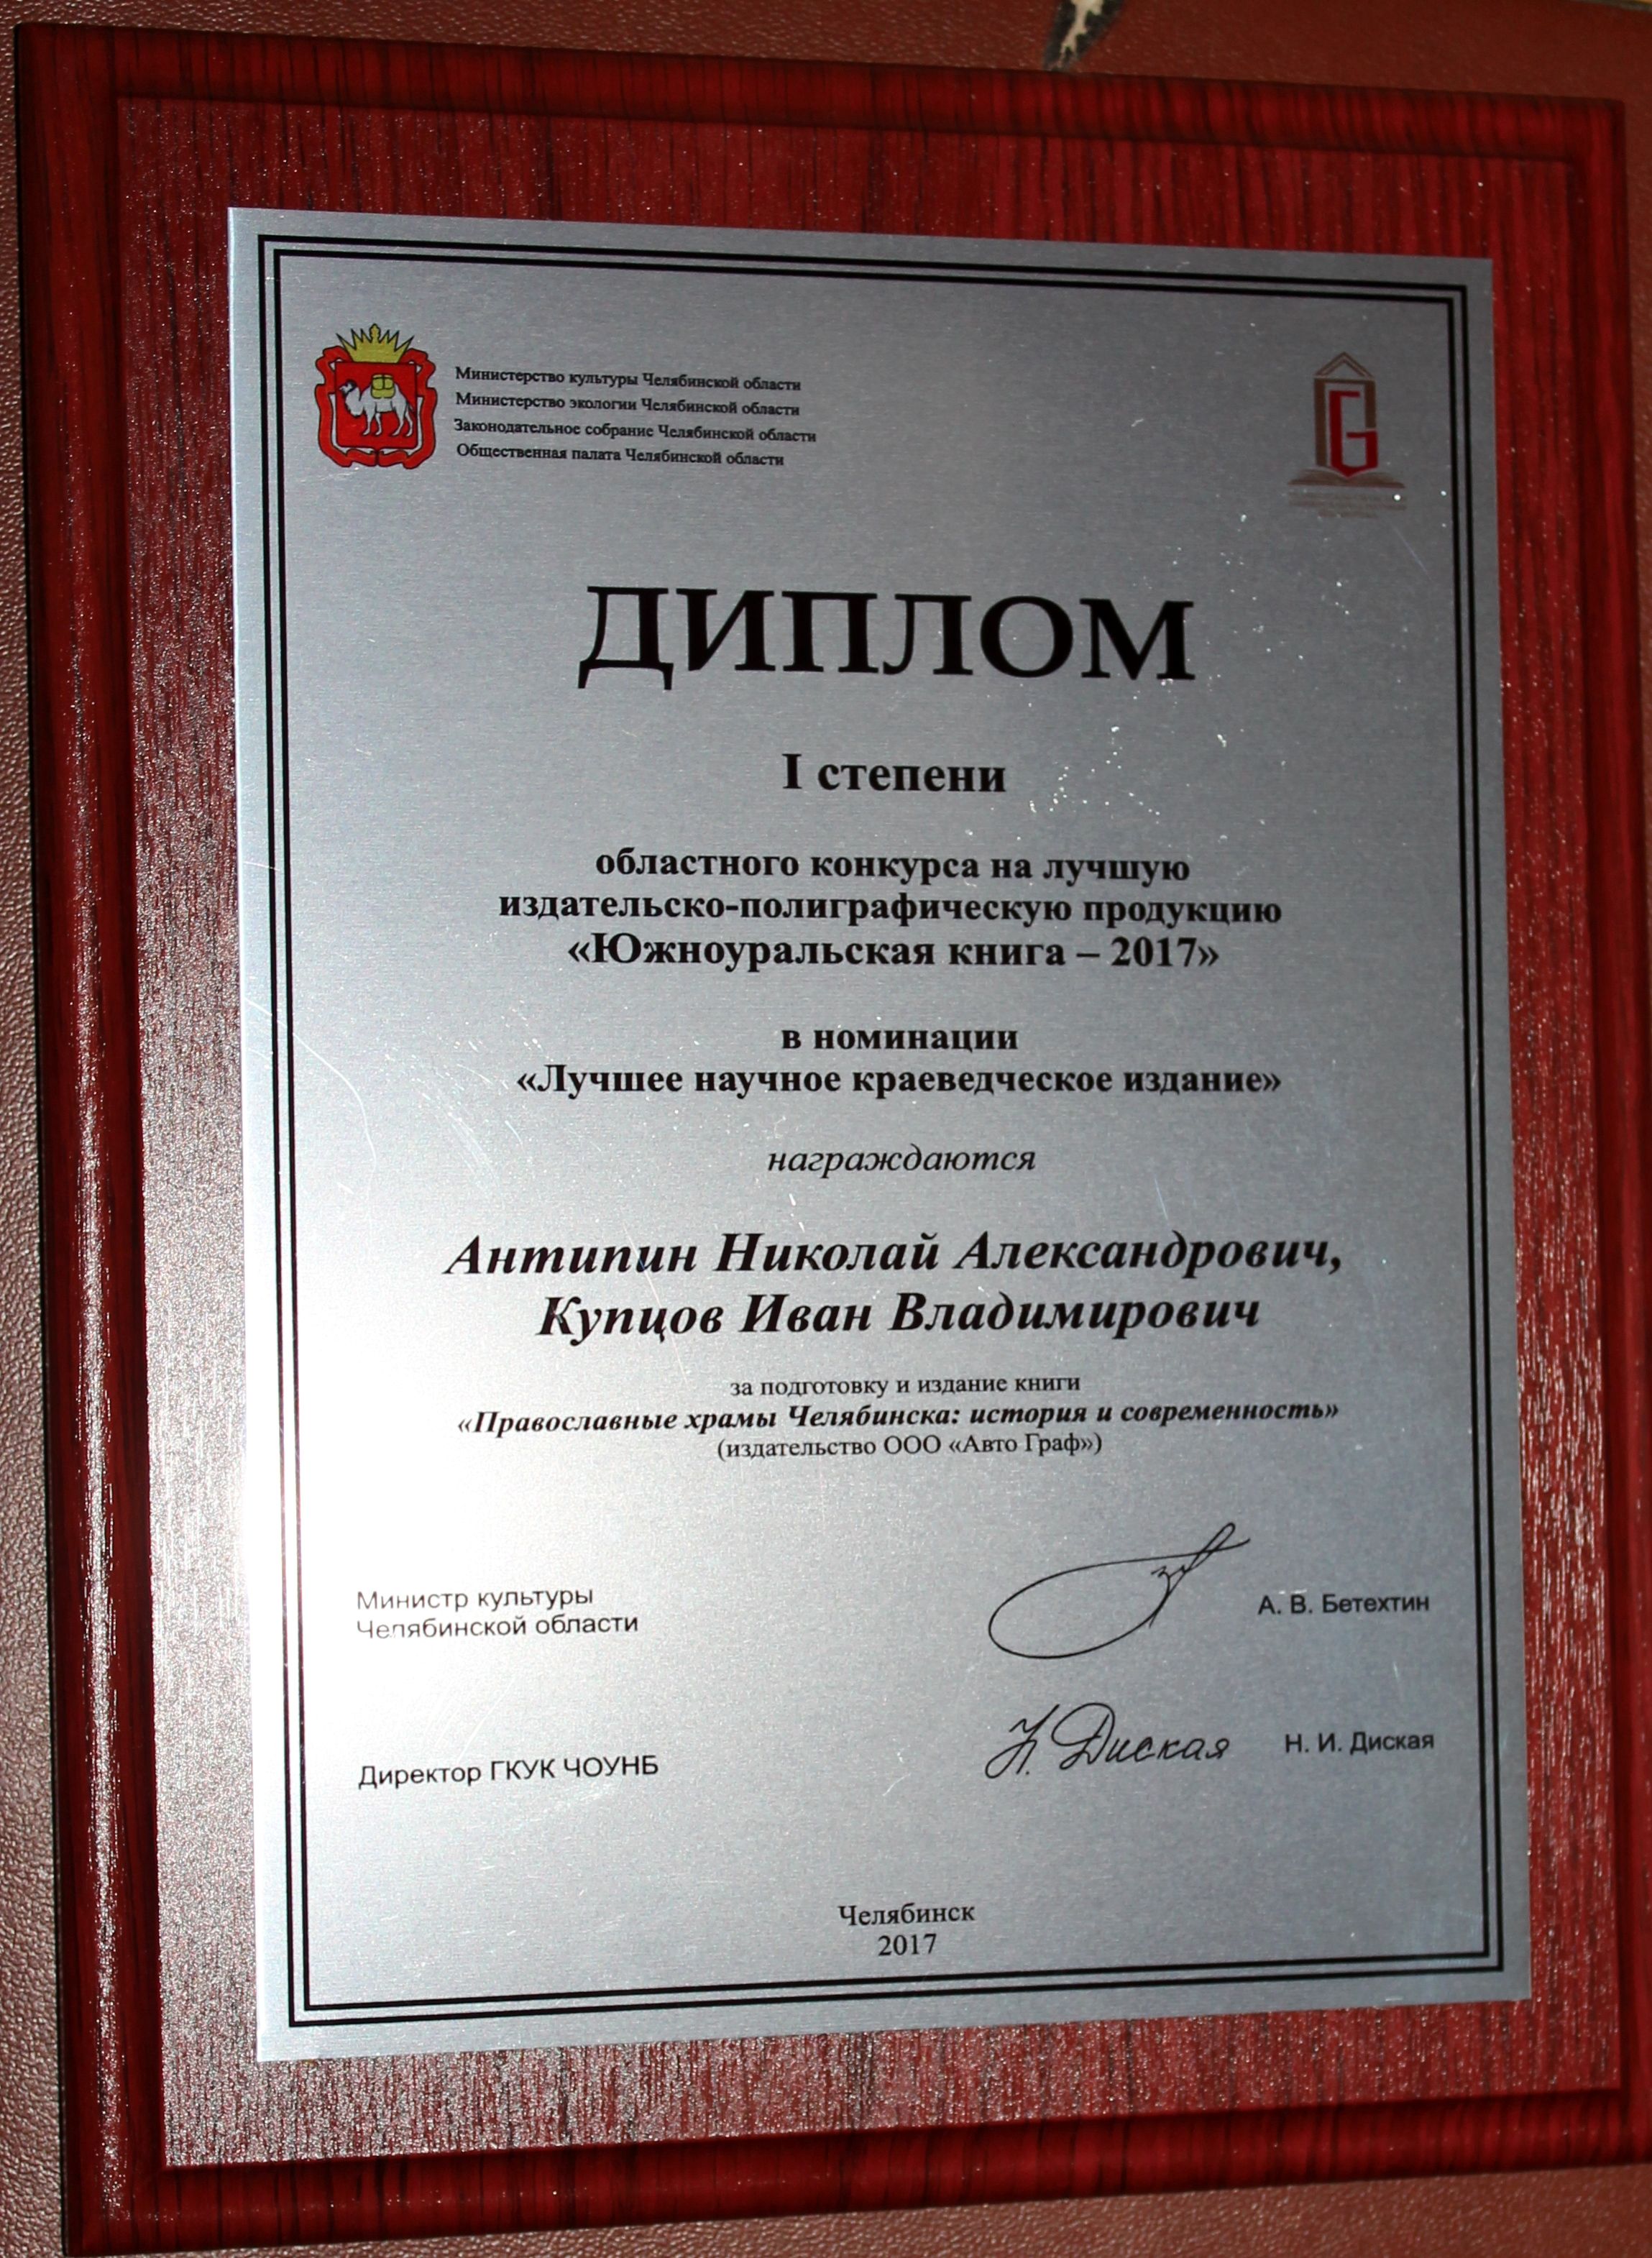 Министерство культуры Челябинской области
Министерство экологии Челябинской области
Законодательное собрание Челябинской области
Общественная палата Челябинской области
ДИПЛОМ
I степени
областного конкурса на лучшую
издательско-полиграфическую продукцию
«Южноуральская книга – 2017»
в номинации
«Лучшее научное краеведческое издание»
награждаются
Антипин Николай Александрович,
Купцов Иван Владимирович
за подготовку и издание книги
«Православные храмы Челябинска: история и современность»
(издательство ООО «Авто Граф»)
Министр культуры
Челябинской области
А. В. Бетехтин
Директор ГКУК ЧОУНБ
Н. Диская
Н. И. Диская
Челябинск
2017